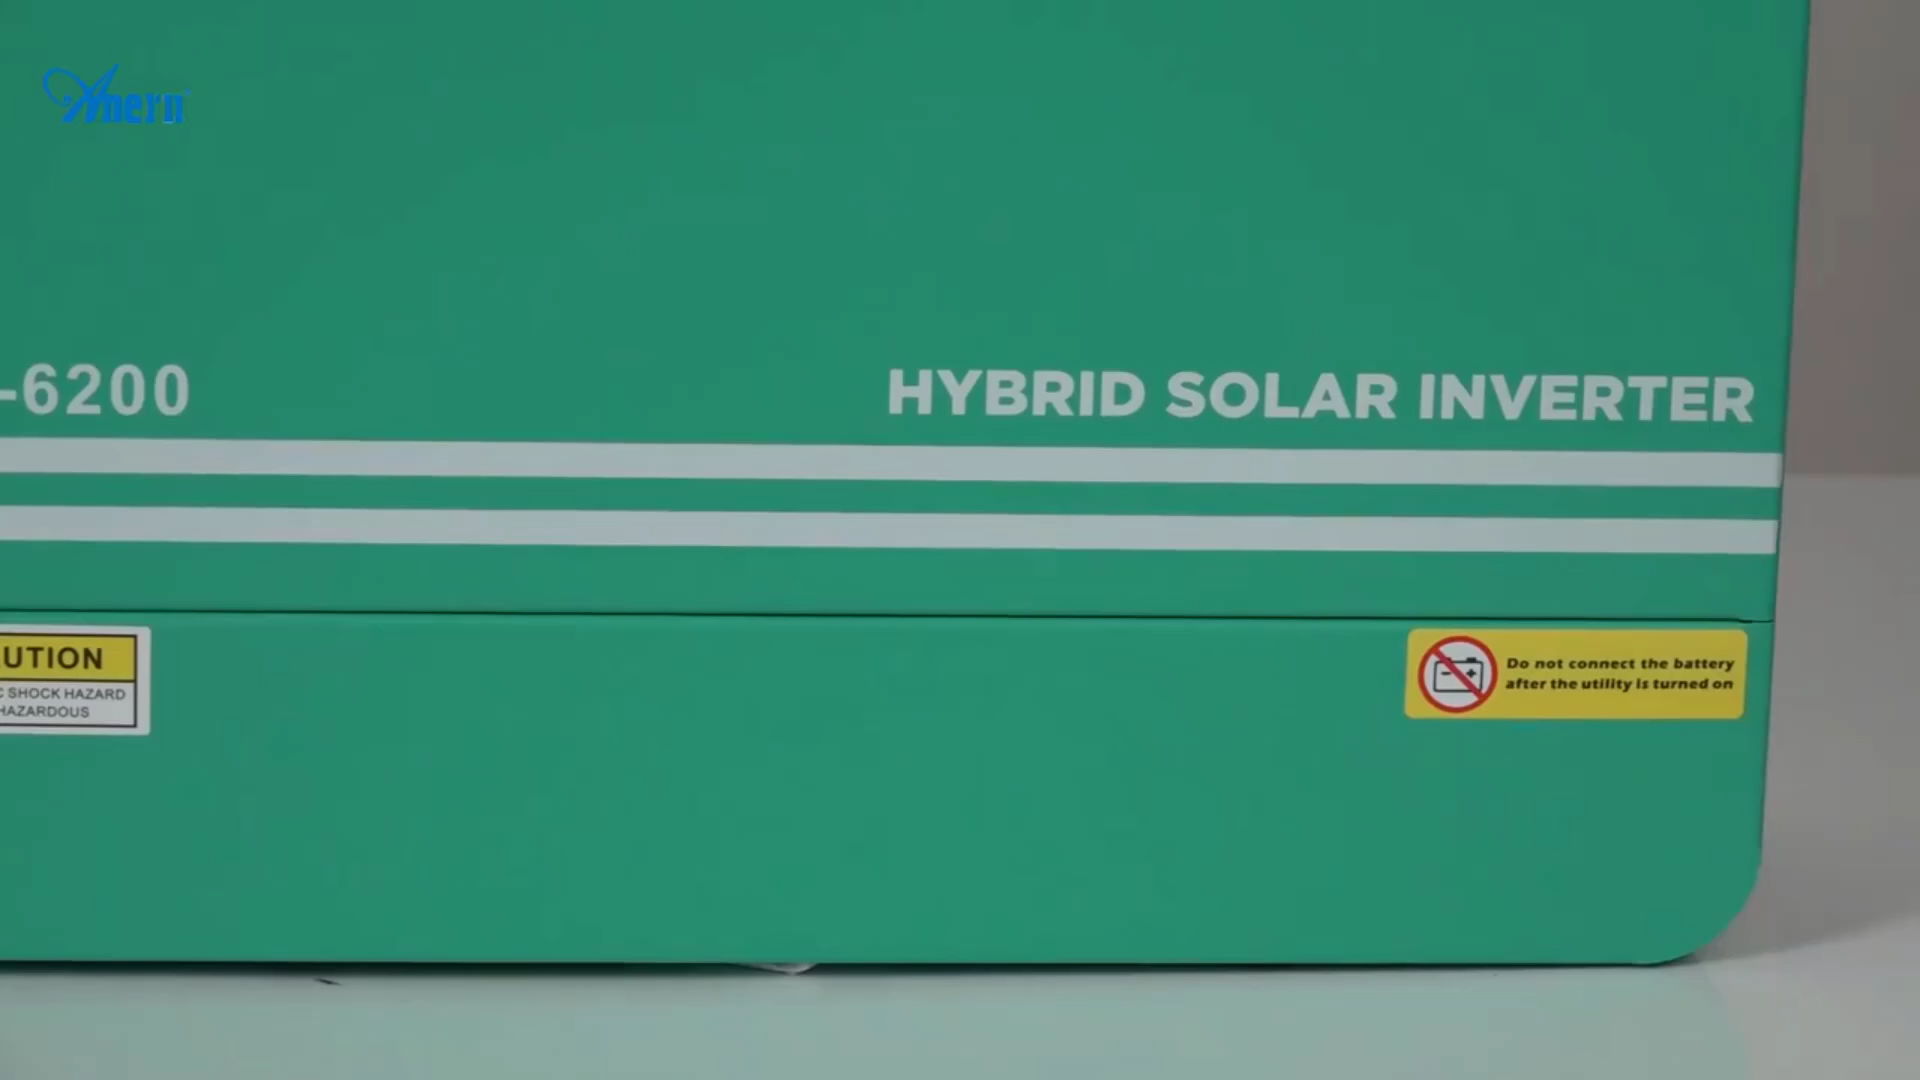 Anern
-6200
HYBRID SOLAR INVERTER
UTION
C SHOCK HAZARD
HAZARDOUS
Do not connect the battery
after the utility is turned on